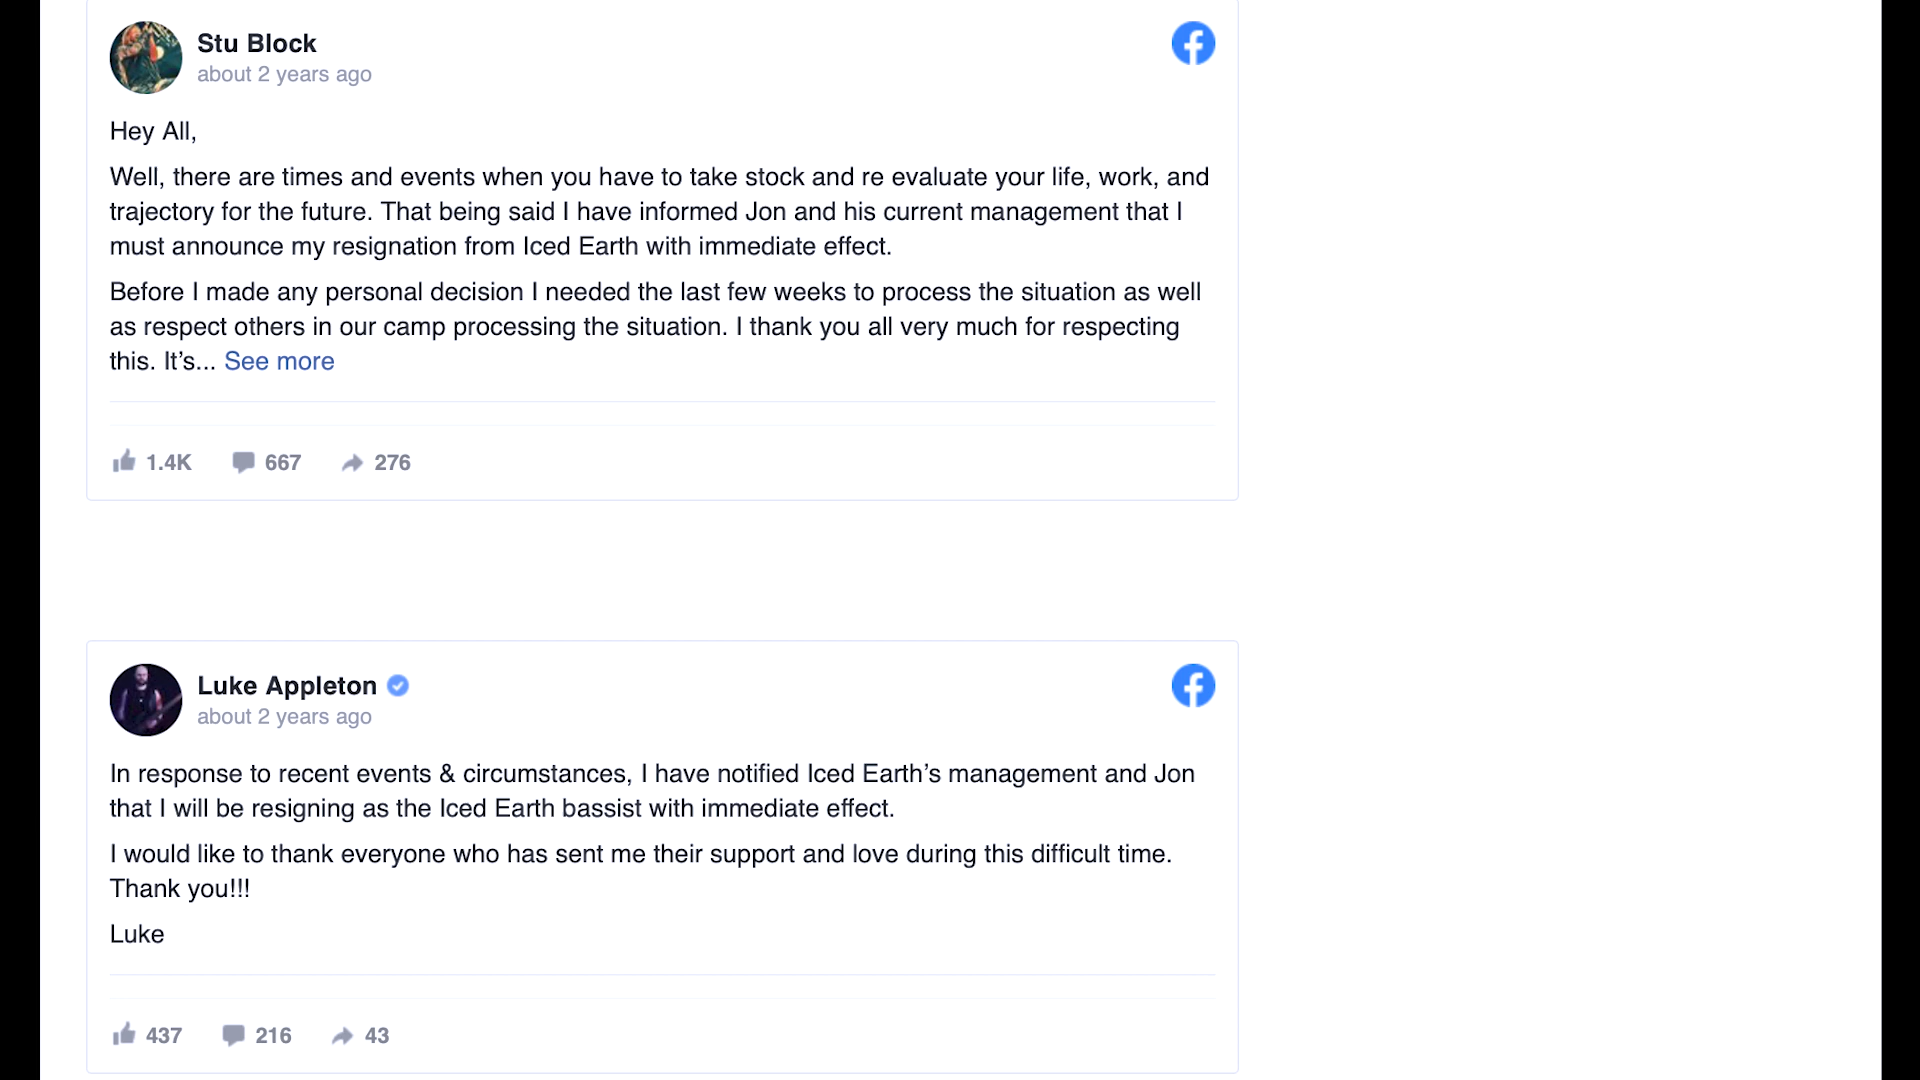 Stu Block
about 2 years ago
Hey All,
Well, there are times and events when you have to take stock and re evaluate your life, work, and
trajectory for the future. That being said I have informed Jon and his current management that I
must announce my resignation from Iced Earth with immediate effect.
Before I made any personal decision I needed the last few weeks to process the situation as well
as respect others in our camp processing the situation. I thank you all very much for respecting
this. It’s... See more
1.4K 667 276
Luke Appleton
about 2 years ago
In response to recent events & circumstances, I have notified Iced Earth’s management and Jon
that I will be resigning as the Iced Earth bassist with immediate effect.
I would like to thank everyone who has sent me their support and love during this difficult time.
Thank you!!!
Luke
437 216 43